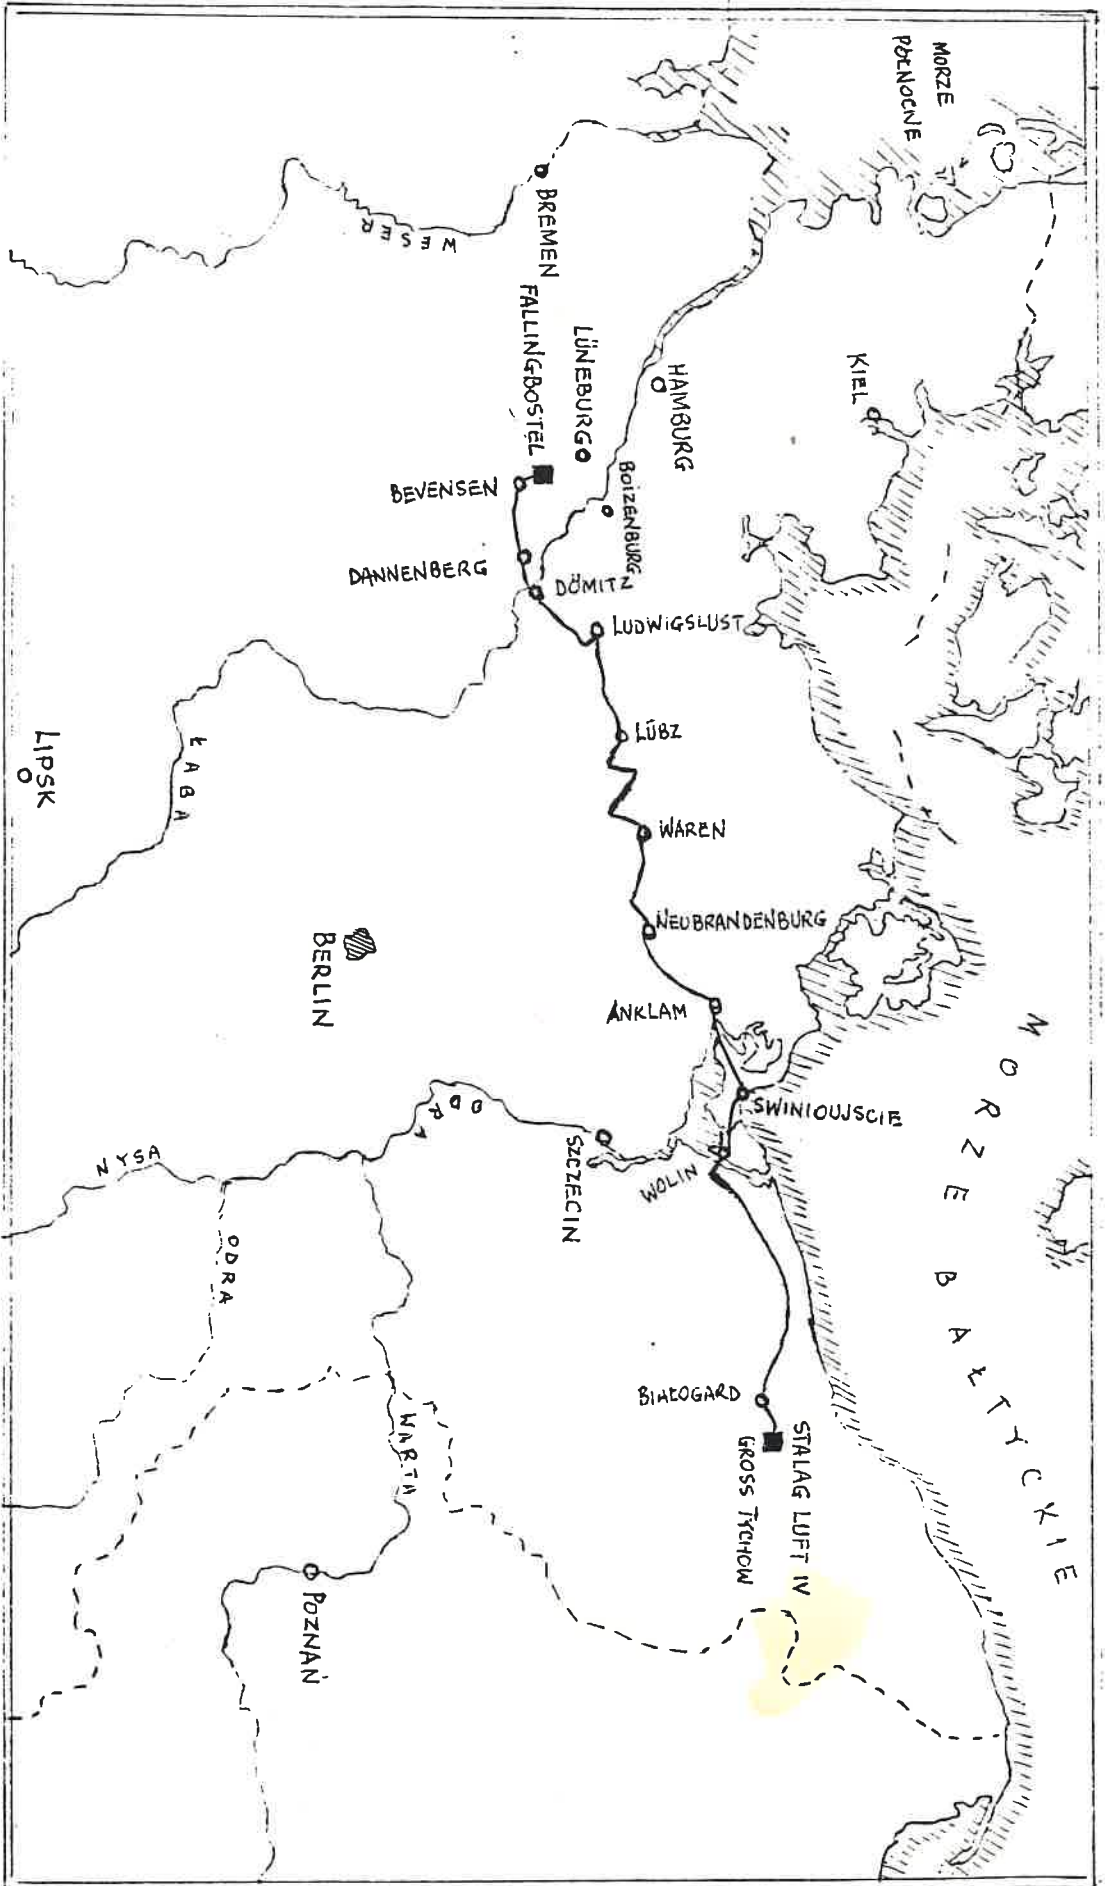 MORZE
PÓŁNOCNE
KIEL
HAMBURG
BREMEN
WESER
FALLINGBOSTEL
LÜNEBURG
BOIZENBURG
BEVENSEN
DANNENBERG
DÖMITZ
LUDWIGSLUST
LÜBZ
WAREN
NEUBRANDENBURG
ANKLAM
SWINIOUJSCIE
WOLIN
SZCZECIN
BIAŁOGARD
STALAG LUFT IV
GROSS TYCHOW
MORZE BAŁTYCKIE
ŁABA
LIPSK
BERLIN
ODRA
NYSA
ODRA
WARTA
POZNAŃ